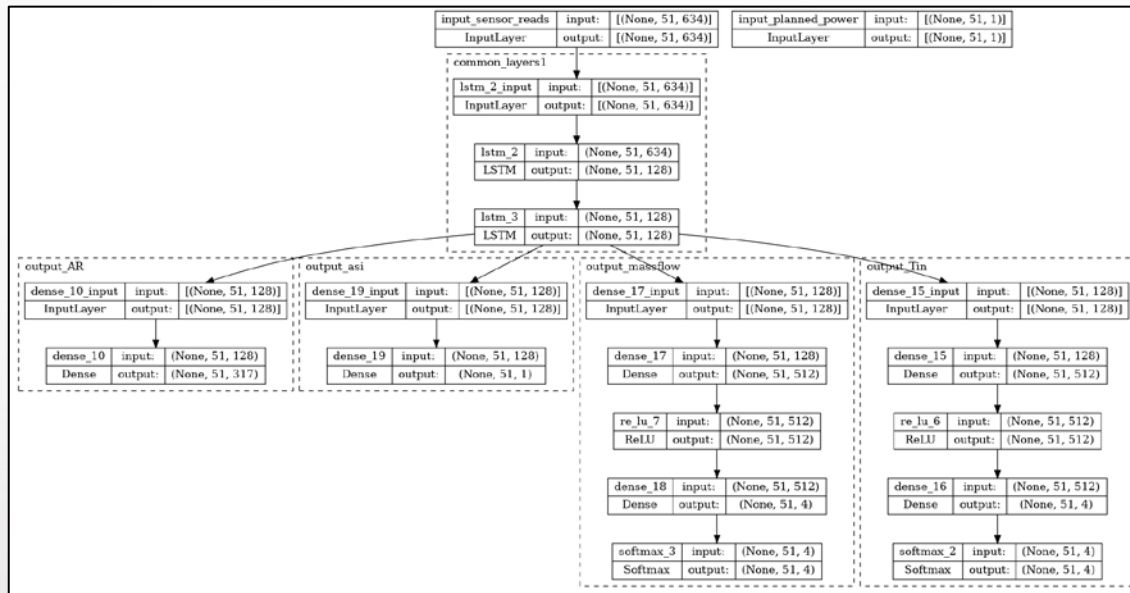 input_sensor_reads input: [(None, 51, 634)]
InputLayer output: [(None, 51, 634)]
input_planned_power input: [(None, 51, 1)]
InputLayer output: [(None, 51, 1)]
common_layers1
lstm_2_input input: [(None, 51, 634)]
InputLayer output: [(None, 51, 634)]
lstm_2 input: (None, 51, 634)
LSTM output: (None, 51, 128)
lstm_3 input: (None, 51, 128)
LSTM output: (None, 51, 128)
output_AR
dense_10_input input: [(None, 51, 128)]
InputLayer output: [(None, 51, 128)]
dense_10 input: (None, 51, 128)
Dense output: (None, 51, 317)
output_asi
dense_19_input input: [(None, 51, 128)]
InputLayer output: [(None, 51, 128)]
dense_19 input: (None, 51, 128)
Dense output: (None, 51, 1)
output_massflow
dense_17_input input: [(None, 51, 128)]
InputLayer output: [(None, 51, 128)]
dense_17 input: (None, 51, 128)
Dense output: (None, 51, 512)
re_lu_7 input: (None, 51, 512)
ReLU output: (None, 51, 512)
dense_18 input: (None, 51, 512)
Dense output: (None, 51, 4)
softmax_3 input: (None, 51, 4)
Softmax output: (None, 51, 4)
output_Tin
dense_15_input input: [(None, 51, 128)]
InputLayer output: [(None, 51, 128)]
dense_15 input: (None, 51, 128)
Dense output: (None, 51, 512)
re_lu_6 input: (None, 51, 512)
ReLU output: (None, 51, 512)
dense_16 input: (None, 51, 512)
Dense output: (None, 51, 4)
softmax_2 input: (None, 51, 4)
Softmax output: (None, 51, 4)